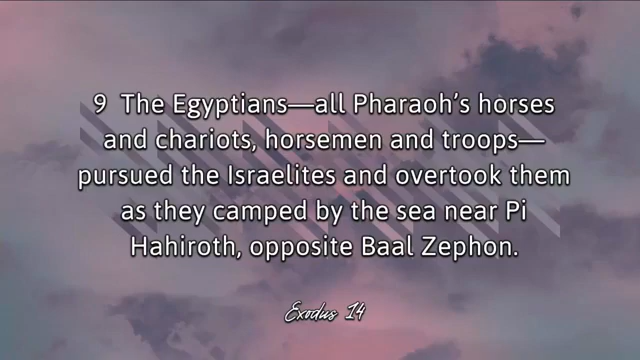 9 The Egyptians—all Pharaoh's horses
and chariots, horsemen and troops—
pursued the Israelites and overtook them
as they camped by the sea near Pi
Hahiroth, opposite Baal Zephon.
Exodus 14